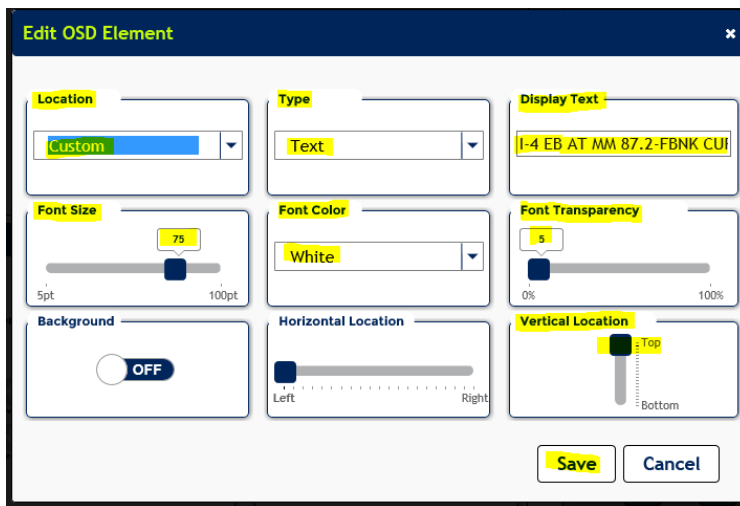 Edit OSD Element
Location
Type
Display Text
Custom
Text
I-4 EB AT MM 87.2-FBNK
Font Size
Font Color
Font Transparency
75
White
5
5pt
100pt
0%
100%
Background
Horizontal Location
Vertical Location
OFF
Top
Left
Right
Bottom
Save
Cancel